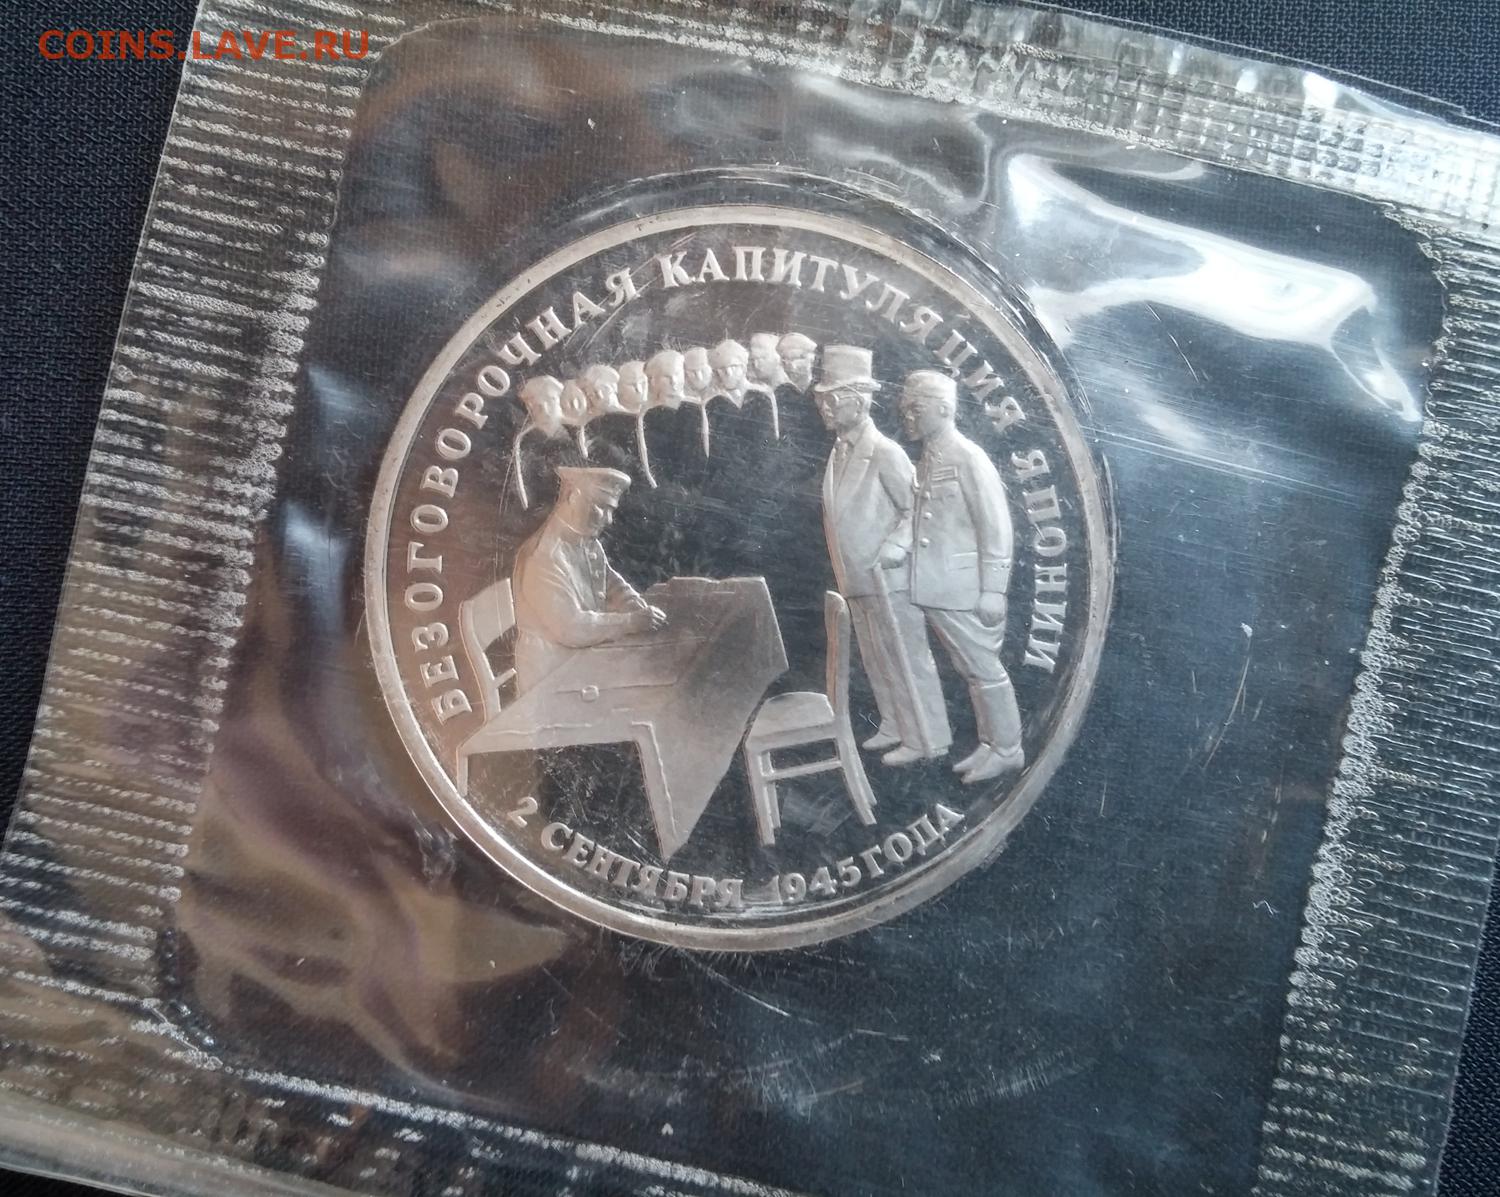 COINS.LAVE.RU
БЕЗОГОВОРОЧНАЯ КАПИТУЛЯЦИЯ ЯПОНИИ
2 СЕНТЯБРЯ 1945 ГОДА